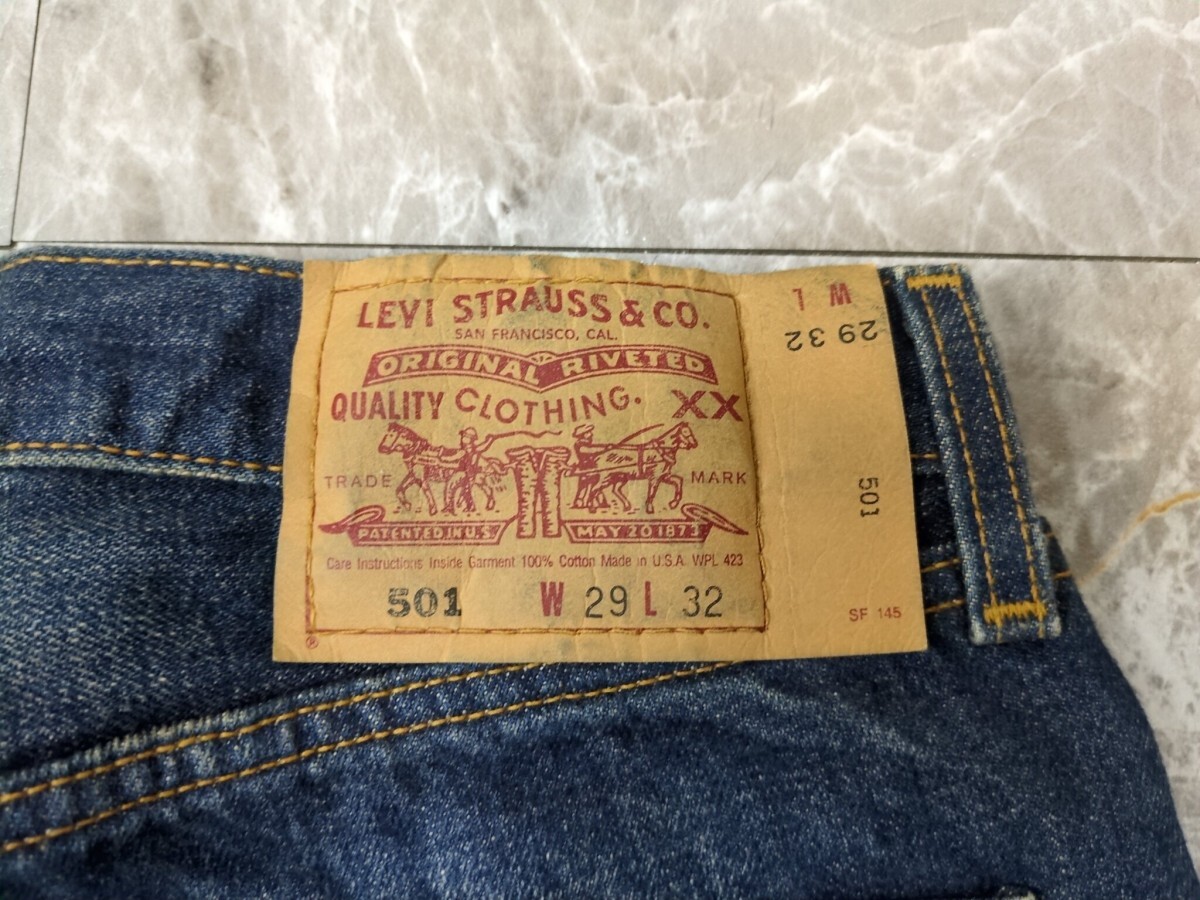 LEVI STRAUSS & CO.
SAN FRANCISCO, CAL.
ORIGINAL RIVETED
QUALITY CLOTHING. XX
TRADE MARK
PATENTED IN U.S. MAY 20 1873
Care Instructions Inside Garment 100% Cotton Made in U.S.A. WPL 423
501 W 29 L 32
®
W L
29 32
501
SF 145